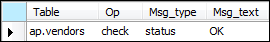 Table Op Msg_type Msg_text
ap.vendors check status OK